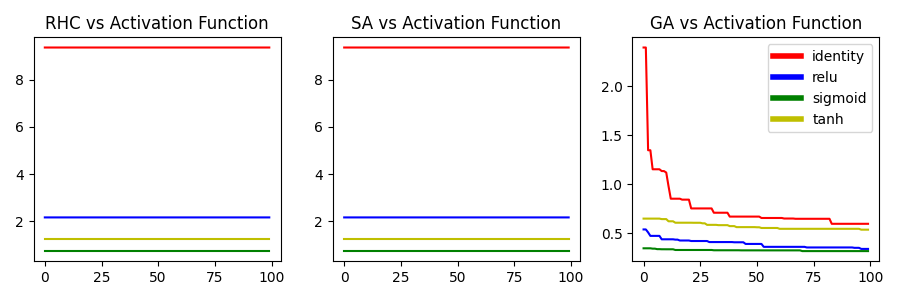 RHC vs Activation Function
8
6
4
2
0 25 50 75 100
SA vs Activation Function
8
6
4
2
0 25 50 75 100
GA vs Activation Function
identity
relu
sigmoid
tanh
2.0
1.5
1.0
0.5
0 25 50 75 100